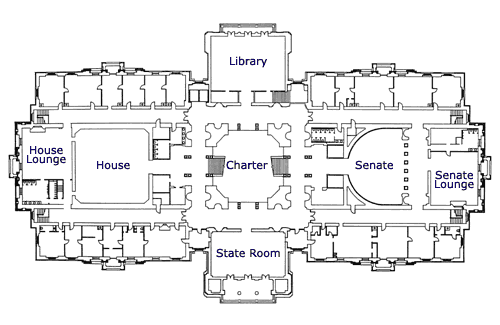 Library
House
Lounge
House
Charter
Senate
Senate
Lounge
State Room